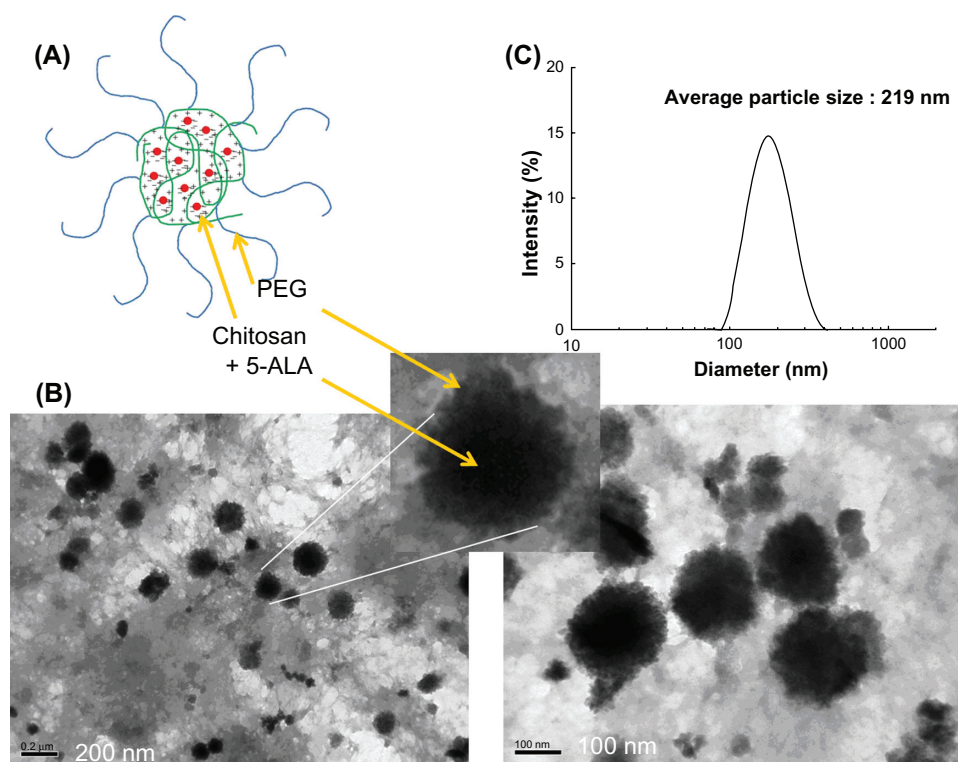 (A)
PEG
Chitosan
+ 5-ALA
(C)
20
15
10
5
0
Intensity (%)
Average particle size : 219 nm
10
100
1000
Diameter (nm)
(B)
0.2 µm
200 nm
100 nm
100 nm